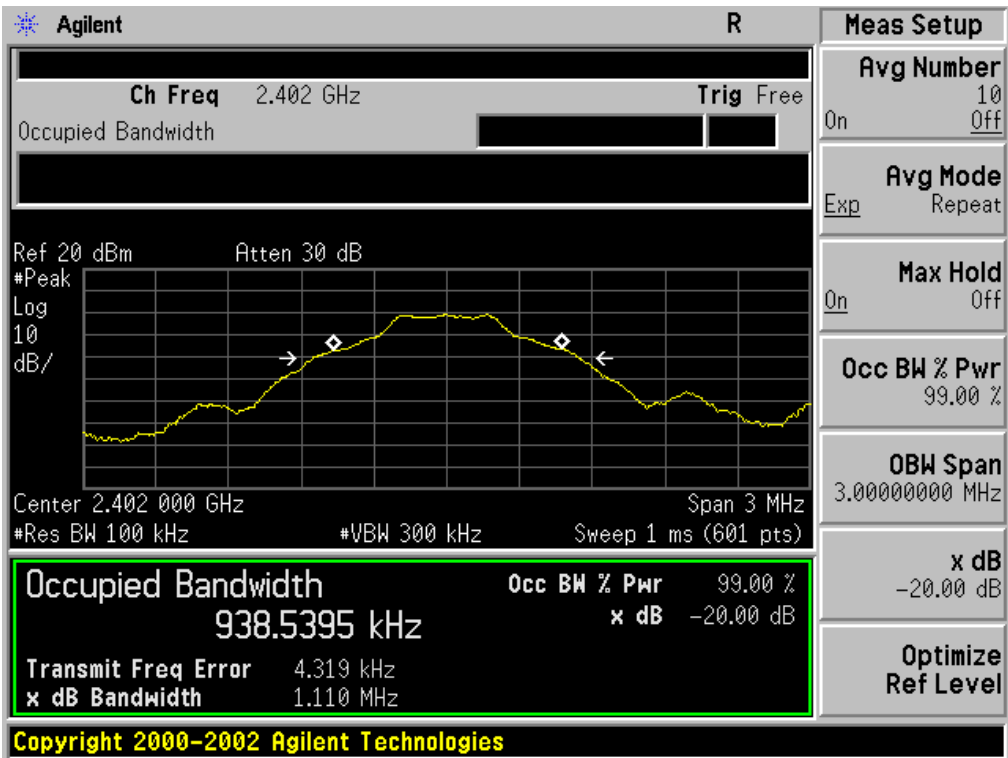 Agilent R
Ch Freq 2.402 GHz Trig Free
Occupied Bandwidth
Ref 20 dBm Atten 30 dB
#Peak
Log
10
dB/
Center 2.402 000 GHz Span 3 MHz
#Res BW 100 kHz #VBW 300 kHz Sweep 1 ms (601 pts)
Occupied Bandwidth Occ BW % Pwr 99.00 %
938.5395 kHz x dB -20.00 dB
Transmit Freq Error 4.319 kHz
x dB Bandwidth 1.110 MHz
Copyright 2000-2002 Agilent Technologies
Meas Setup
Avg Number
10
On Off
Avg Mode
Exp Repeat
Max Hold
On Off
Occ BW % Pwr
99.00 %
OBW Span
3.00000000 MHz
x dB
-20.00 dB
Optimize
Ref Level